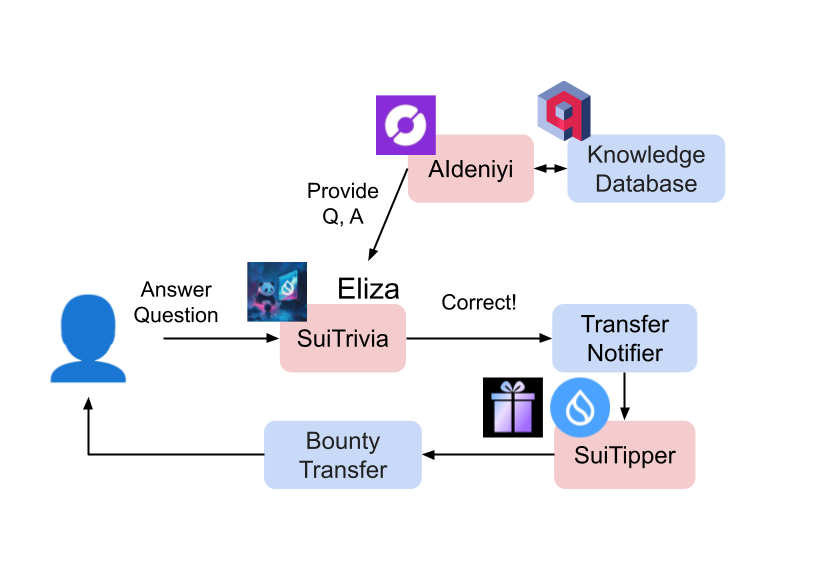 Knowledge
Database
AIdeniyi
Provide
Q, A
Eliza
Answer
Question
SuiTrivia
Correct!
Transfer
Notifier
Bounty
Transfer
SuiTipper